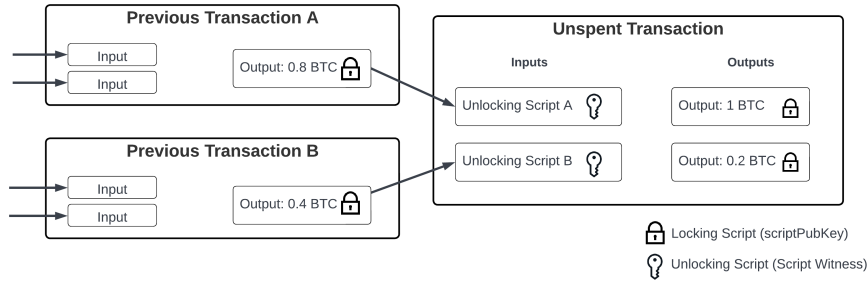 Previous Transaction A
Input
Input
Output: 0.8 BTC
Previous Transaction B
Input
Input
Output: 0.4 BTC
Unspent Transaction
Inputs
Outputs
Unlocking Script A
Output: 1 BTC
Unlocking Script B
Output: 0.2 BTC
Locking Script (scriptPubKey)
Unlocking Script (Script Witness)